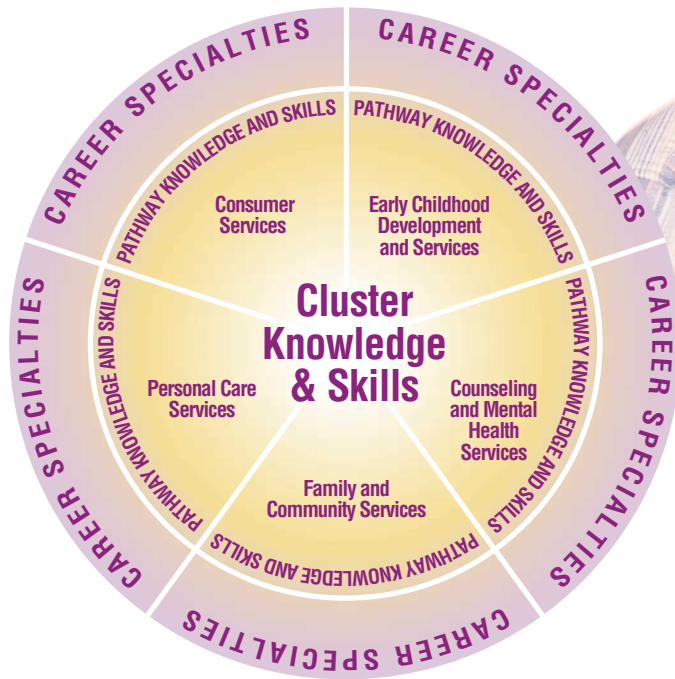 CAREER SPECIALTIES
CAREER SPECIALTIES
PATHWAY KNOWLEDGE AND SKILLS
PATHWAY KNOWLEDGE AND SKILLS
Consumer
Services
Early Childhood
Development
and Services
Cluster
Knowledge
& Skills
CAREER SPECIALTIES
PATHWAY KNOWLEDGE AND SKILLS
Personal Care
Services
Counseling
and Mental
Health
Services
PATHWAY KNOWLEDGE AND SKILLS
CAREER SPECIALTIES
Family and
Community Services
PATHWAY KNOWLEDGE AND SKILLS
CAREER SPECIALTIES